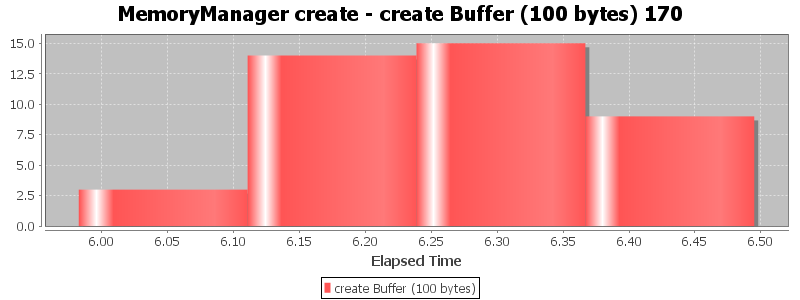 MemoryManager create - create Buffer (100 bytes) 170
15.0
12.5
10.0
7.5
5.0
2.5
0.0
6.00 6.05 6.10 6.15 6.20 6.25 6.30 6.35 6.40 6.45 6.50
Elapsed Time
create Buffer (100 bytes)